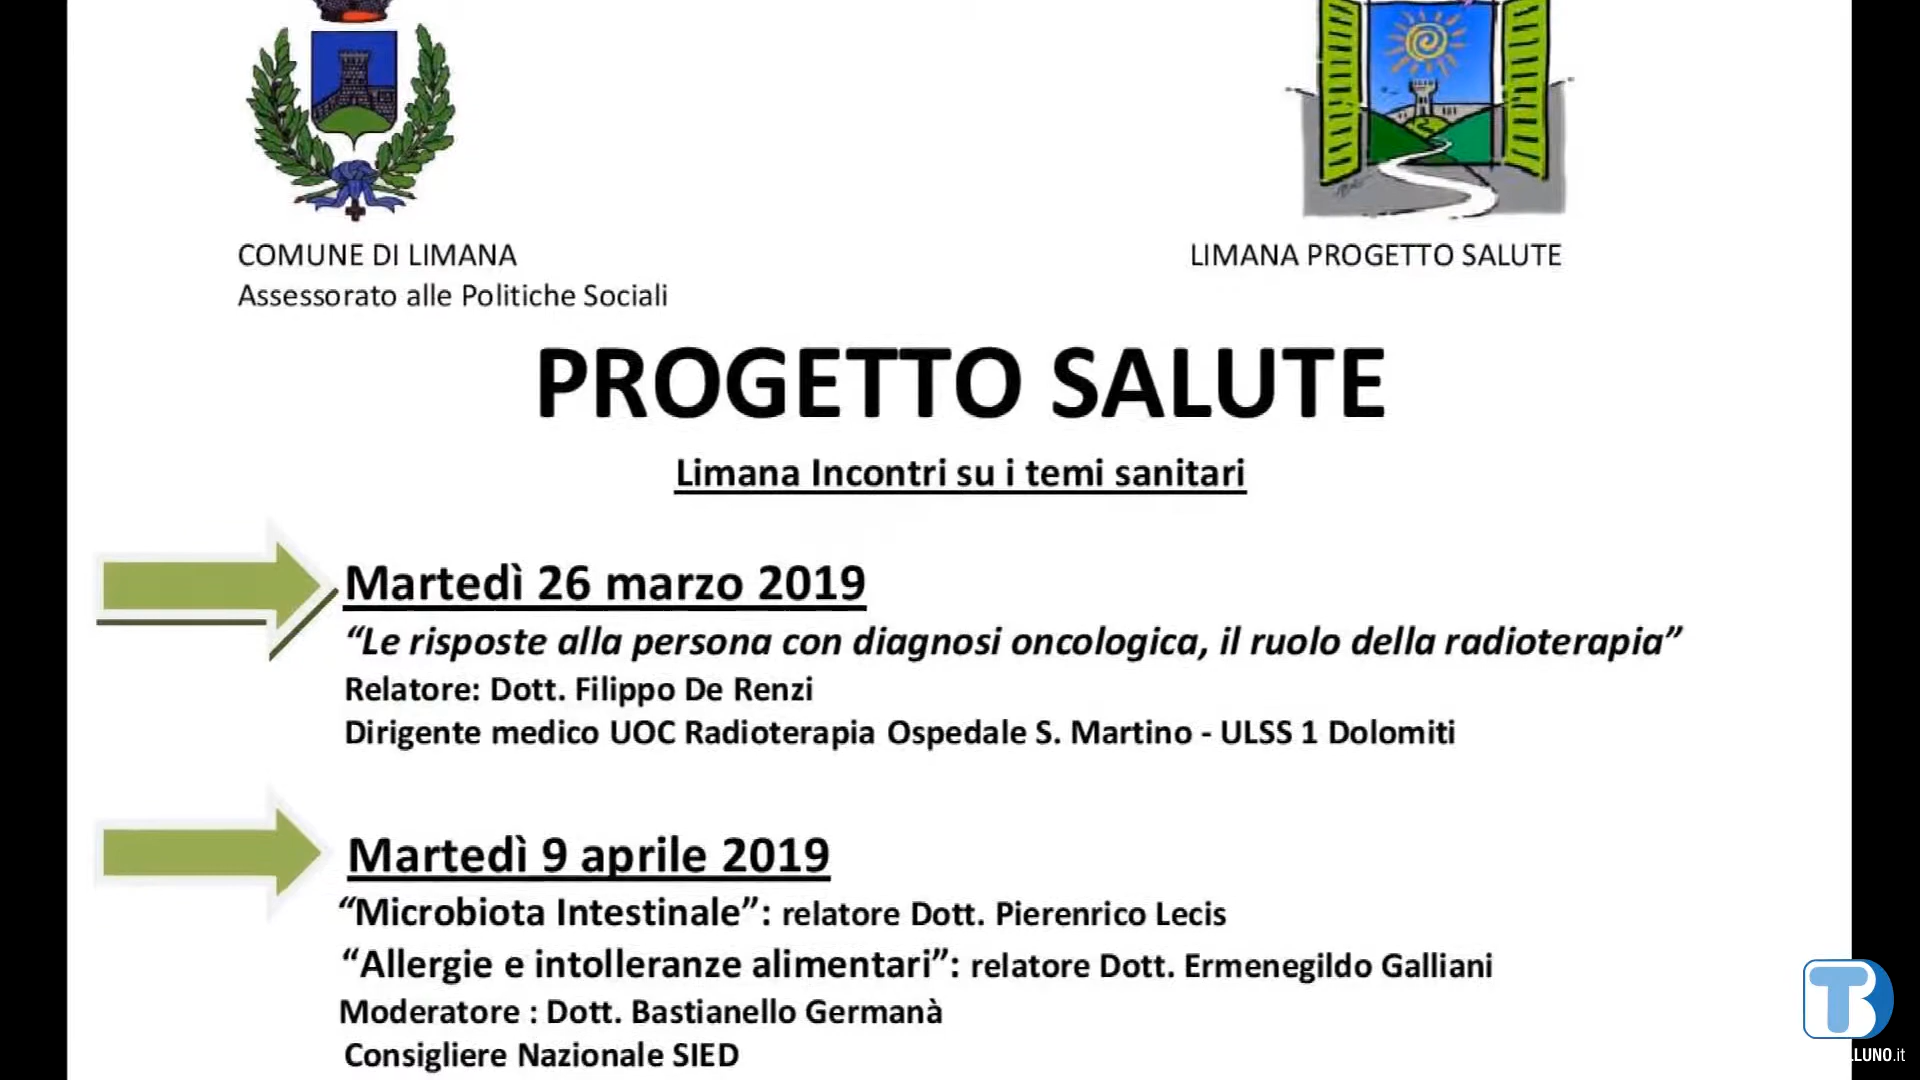 COMUNE DI LIMANA
Assessorato alle Politiche Sociali
LIMANA PROGETTO SALUTE
PROGETTO SALUTE
Limana Incontri su i temi sanitari
Martedì 26 marzo 2019
“Le risposte alla persona con diagnosi oncologica, il ruolo della radioterapia”
Relatore: Dott. Filippo De Renzi
Dirigente medico UOC Radioterapia Ospedale S. Martino - ULSS 1 Dolomiti
Martedì 9 aprile 2019
“Microbiota Intestinale”: relatore Dott. Pierenrico Lecis
“Allergie e intolleranze alimentari”: relatore Dott. Ermenegildo Galliani
Moderatore : Dott. Bastianello Germanà
Consigliere Nazionale SIED
TB
LLUNO.it